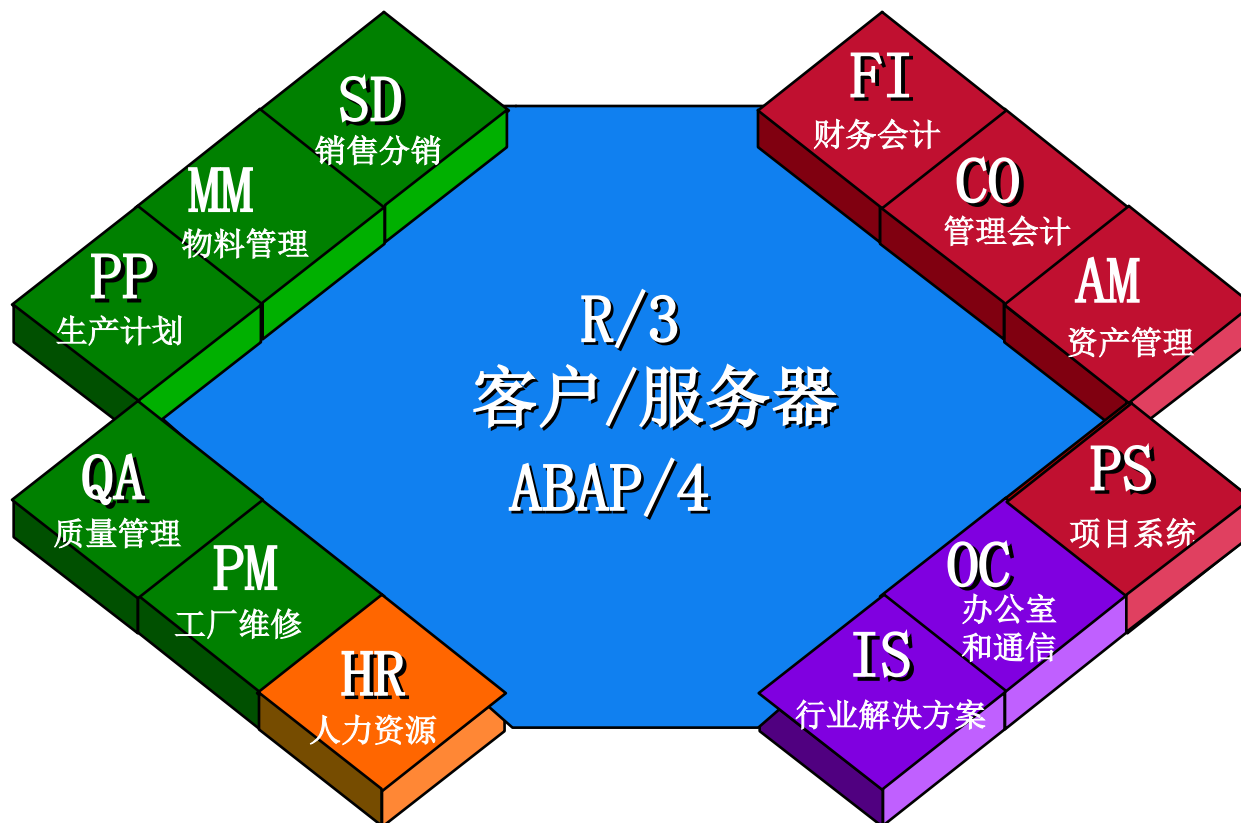 SD
销售分销
MM
物料管理
PP
生产计划
QA
质量管理
PM
工厂维修
HR
人力资源
R/3
客户/服务器
ABAP/4
FI
财务会计
CO
管理会计
AM
资产管理
PS
项目系统
OC
办公室
和通信
IS
行业解决方案